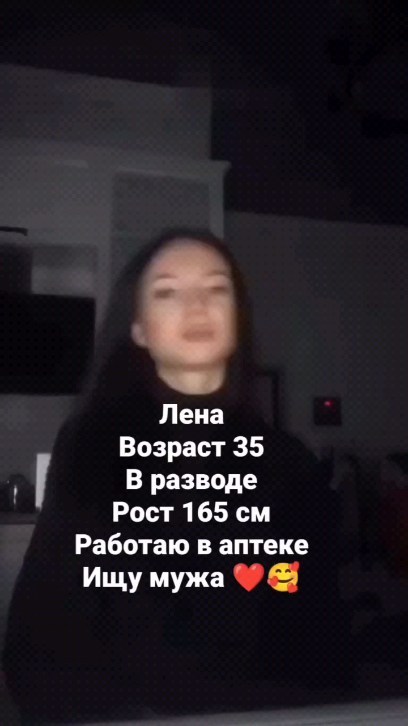 Лена
Возраст 35
В разводе
Рост 165 см
Работаю в аптеке
Ищу мужа ❤️🥰